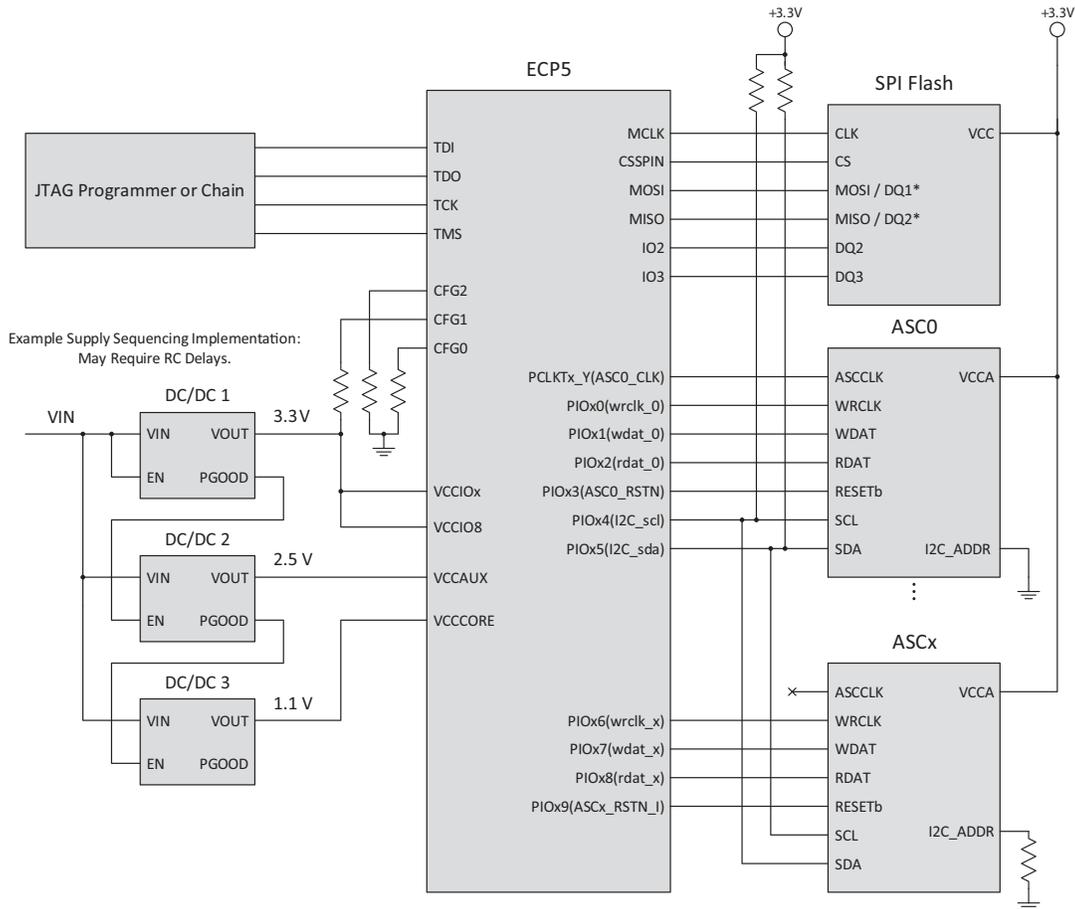 +3.3V
+3.3V
ECP5
SPI Flash
JTAG Programmer or Chain
TDI
TDO
TCK
TMS
CFG2
CFG1
CFG0
MCLK
CSSPIN
MOSI
MISO
IO2
IO3
CLK
CS
MOSI / DQ1*
MISO / DQ2*
DQ2
DQ3
VCC
Example Supply Sequencing Implementation:
May Require RC Delays.
VIN
DC/DC 1
VIN
VOUT
EN
PGOOD
3.3V
DC/DC 2
VIN
VOUT
EN
PGOOD
2.5 V
DC/DC 3
VIN
VOUT
EN
PGOOD
1.1 V
VCCIOx
VCCIO8
VCCAUX
VCCCORE
PCLKTx_Y(ASC0_CLK)
PIOx0(wrclk_0)
PIOx1(wdat_0)
PIOx2(rdat_0)
PIOx3(ASC0_RSTN)
PIOx4(I2C_scl)
PIOx5(I2C_sda)
PIOx6(wrclk_x)
PIOx7(wdat_x)
PIOx8(rdat_x)
PIOx9(ASCx_RSTN_I)
ASC0
ASCCLK
WRCLK
WDAT
RDAT
RESETb
SCL
SDA
VCCA
I2C_ADDR
ASCx
ASCCLK
WRCLK
WDAT
RDAT
RESETb
SCL
SDA
VCCA
I2C_ADDR